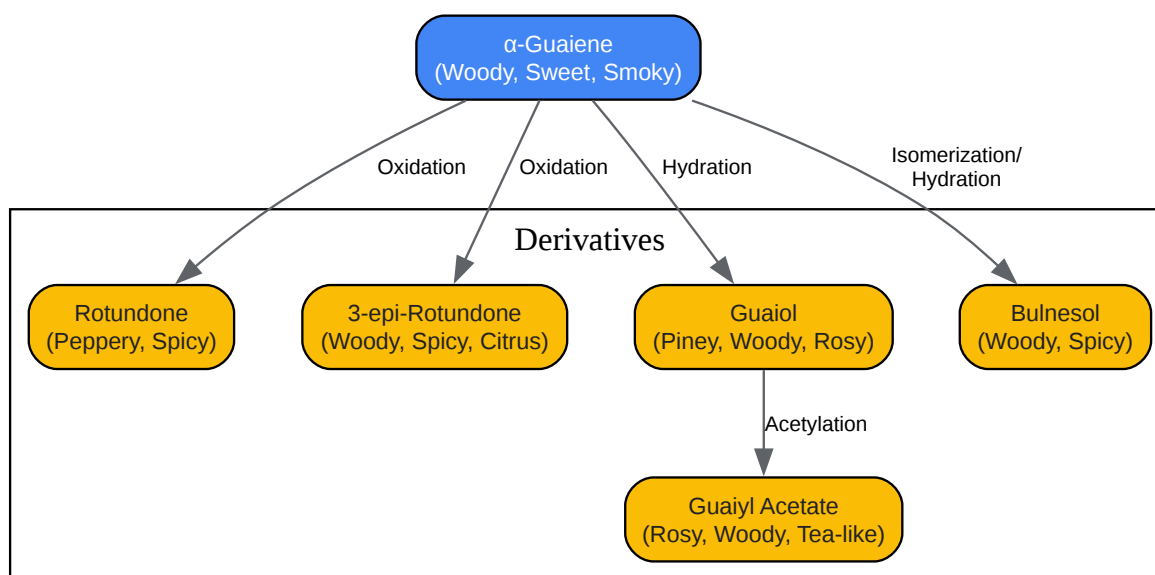 α-Guaiene
(Woody, Sweet, Smoky)
Oxidation
Oxidation
Hydration
Isomerization/
Hydration
Derivatives
Rotundone
(Peppery, Spicy)
3-epi-Rotundone
(Woody, Spicy, Citrus)
Guaiol
(Piney, Woody, Rosy)
Bulnesol
(Woody, Spicy)
Acetylation
Guaiyl Acetate
(Rosy, Woody, Tea-like)